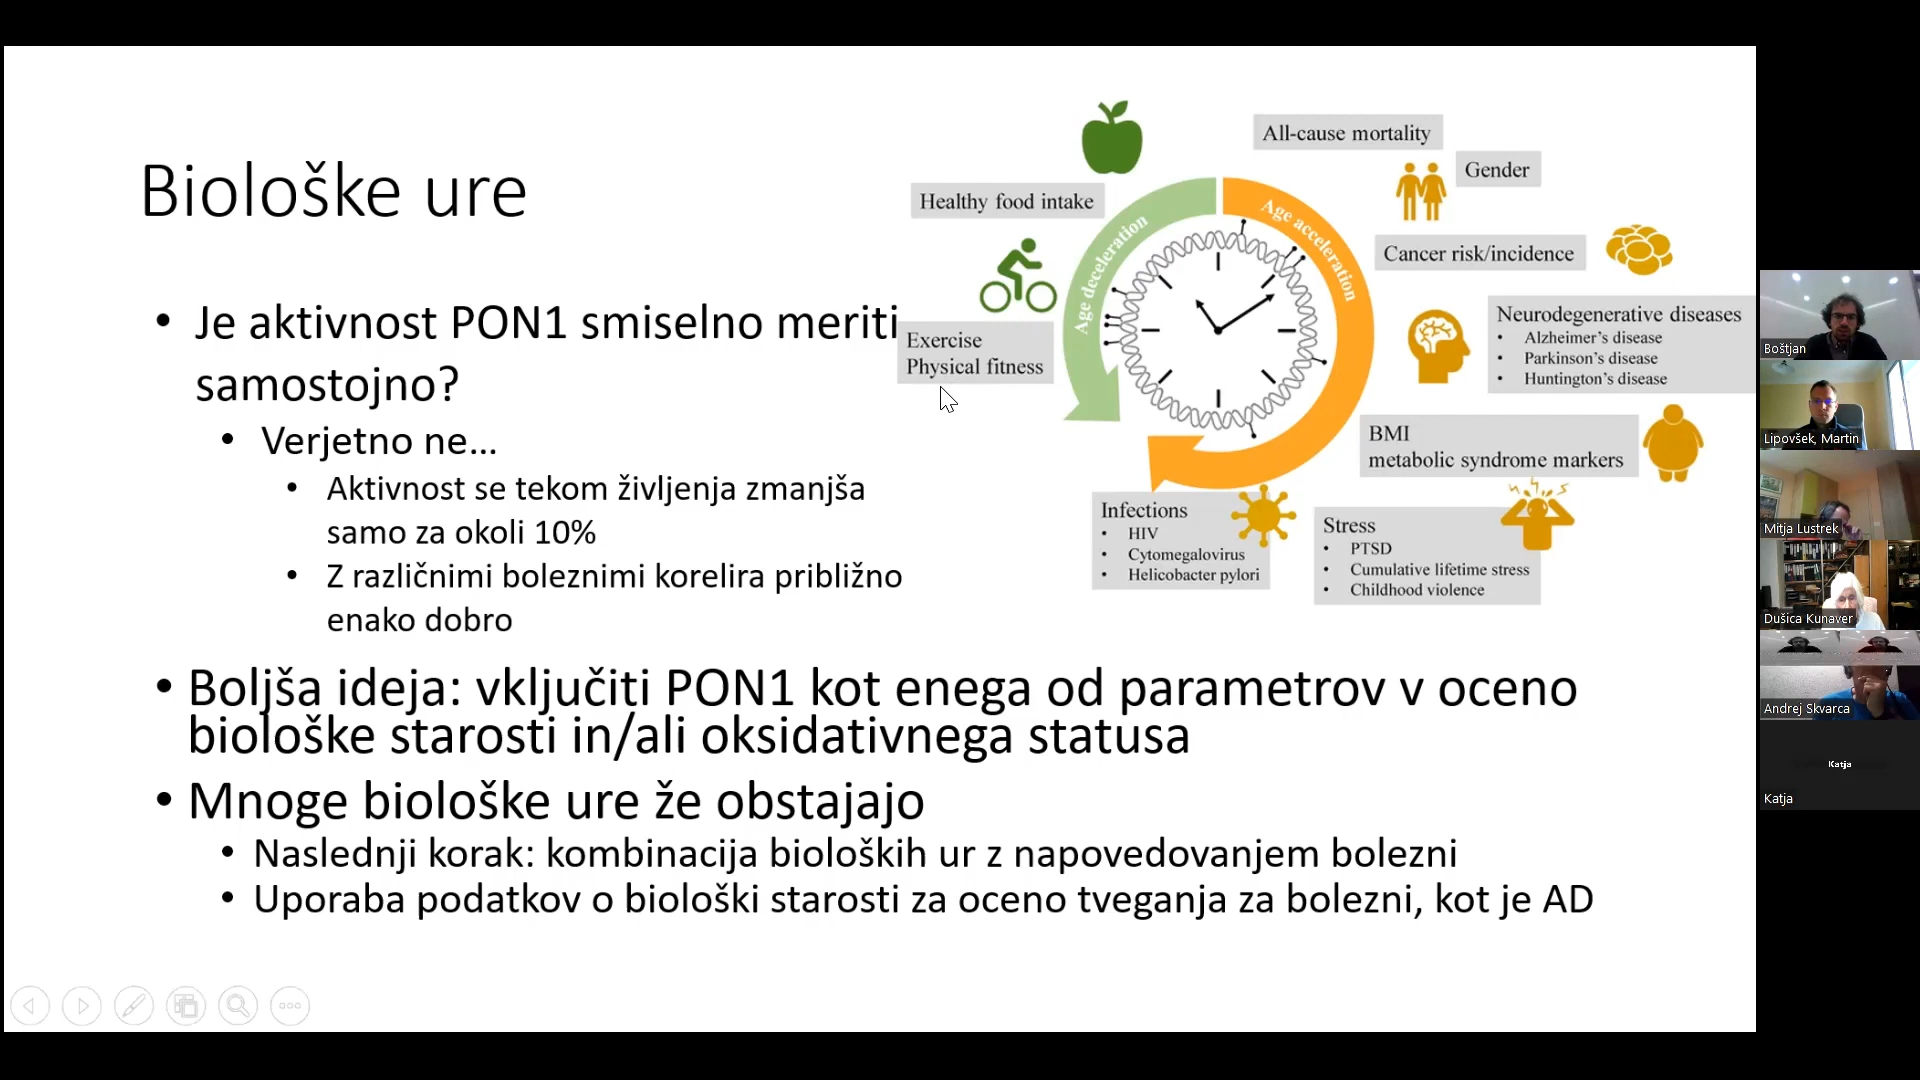 Biološke ure
• Je aktivnost PON1 smiselno meriti
samostojno?
• Verjetno ne...
• Aktivnost se tekom življenja zmanjša
samo za okoli 10%
• Z različnimi boleznimi korelira približno
enako dobro
• Boljša ideja: vključiti PON1 kot enega od parametrov v oceno
biološke starosti in/ali oksidativnega statusa
• Mnoge biološke ure že obstajajo
• Naslednji korak: kombinacija bioloških ur z napovedovanjem bolezni
• Uporaba podatkov o biološki starosti za oceno tveganja za bolezni, kot je AD
Healthy food intake
Exercise
Physical fitness
Age deceleration
Age acceleration
All-cause mortality
Gender
Cancer risk/incidence
Neurodegenerative diseases
• Alzheimer's disease
• Parkinson's disease
• Huntington's disease
BMI
metabolic syndrome markers
Stress
• PTSD
• Cumulative lifetime stress
• Childhood violence
Infections
• HIV
• Cytomegalovirus
• Helicobacter pylori
Boštjan
Lipovšek, Martin
Mitja Lustrek
Dušica Kunaver
Andrej Skvarca
Katja
Katja